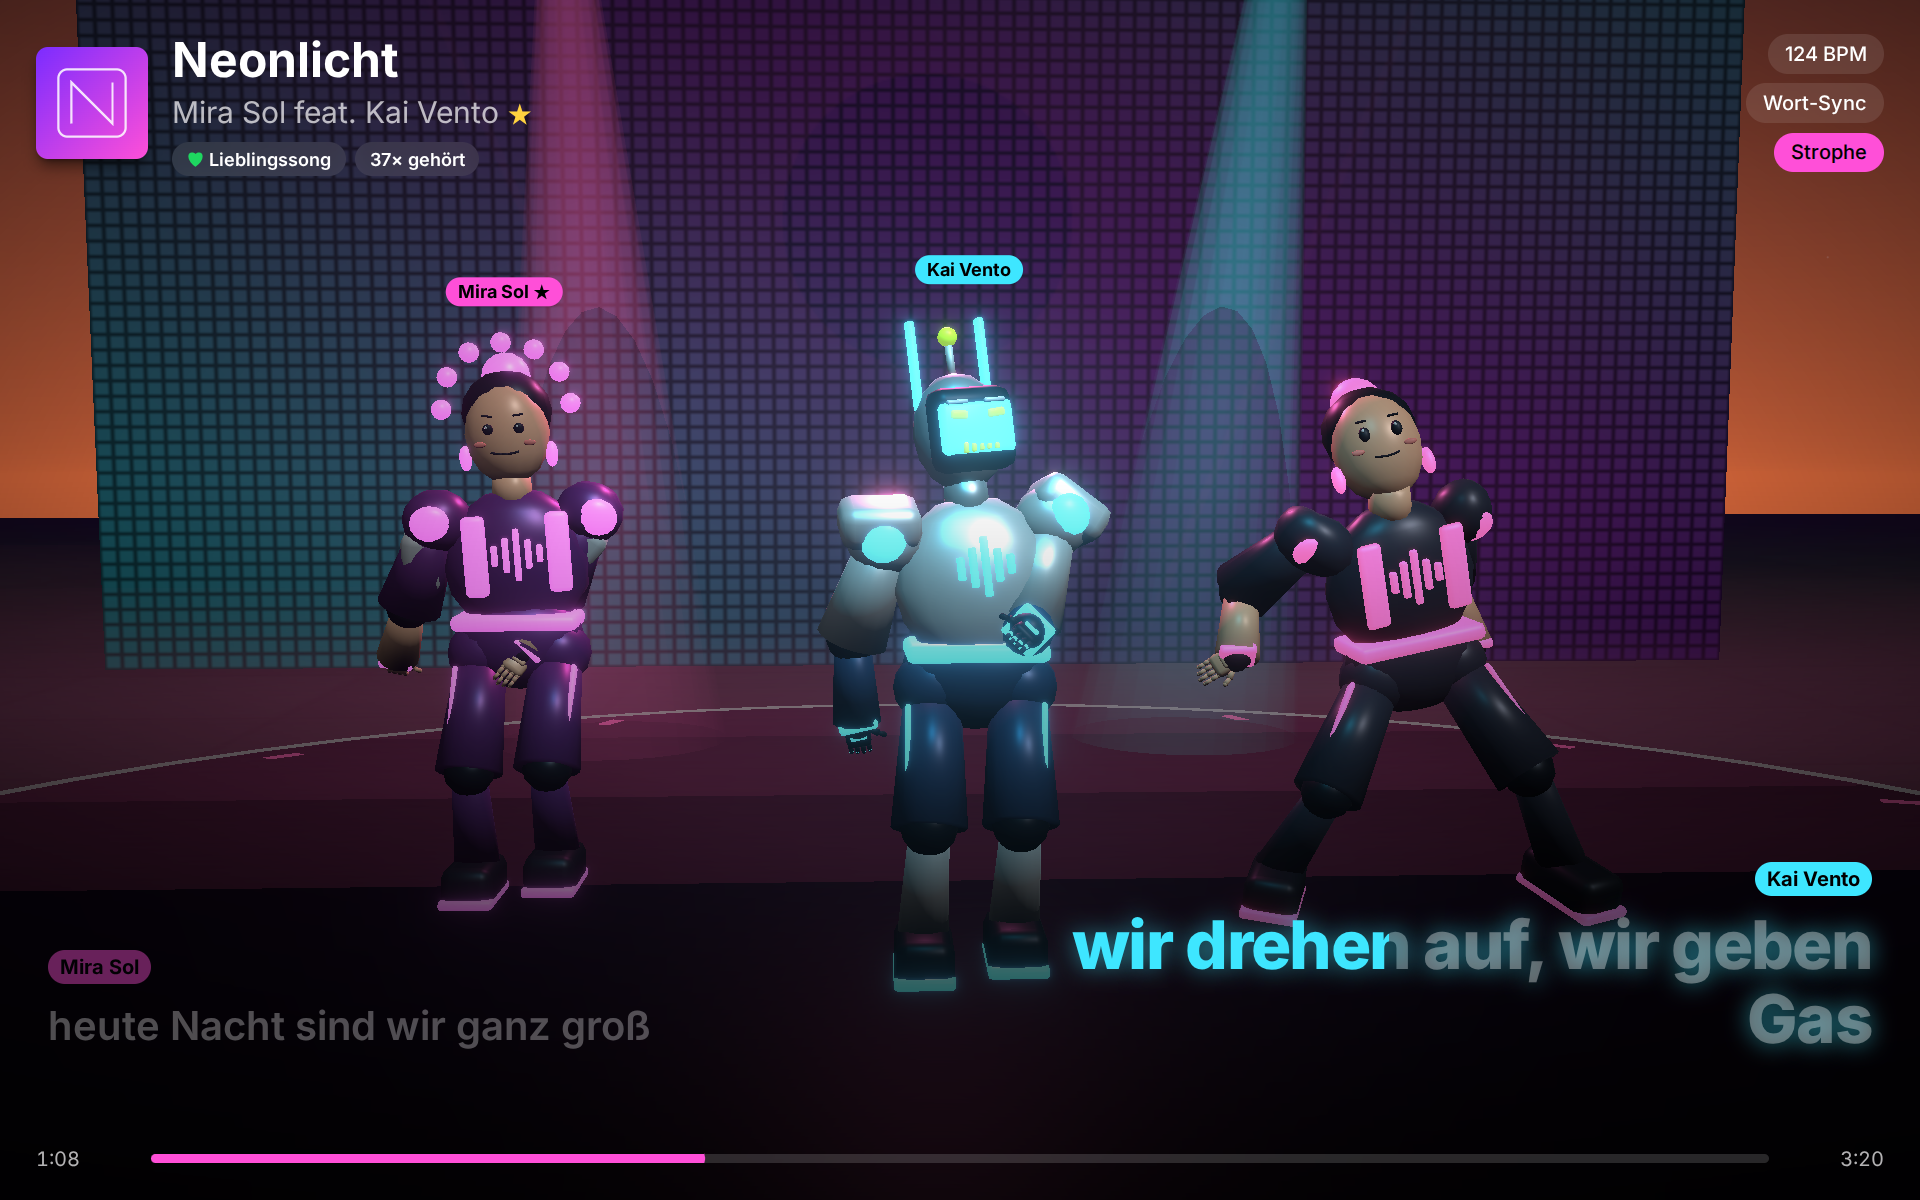 N
Neonlicht
Mira Sol feat. Kai Vento ★
Lieblingssong
37× gehört
124 BPM
Wort-Sync
Strophe
Mira Sol ★
Kai Vento
Kai Vento
wir drehen auf, wir geben
Gas
Mira Sol
heute Nacht sind wir ganz groß
1:08
3:20